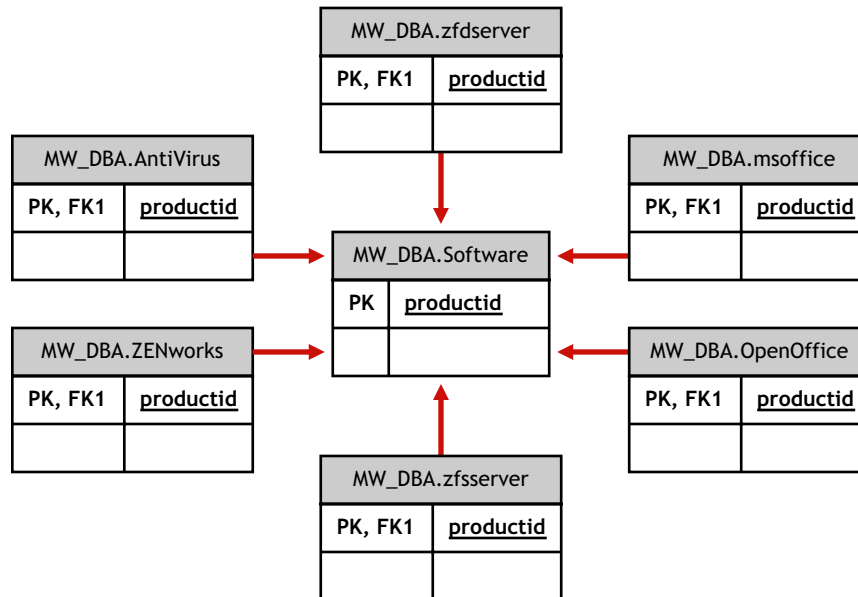 MW_DBA.zfdserver
PK, FK1 productid
MW_DBA.AntiVirus
PK, FK1 productid
MW_DBA.msoffice
PK, FK1 productid
MW_DBA.Software
PK productid
MW_DBA.ZENworks
PK, FK1 productid
MW_DBA.OpenOffice
PK, FK1 productid
MW_DBA.zfsserver
PK, FK1 productid